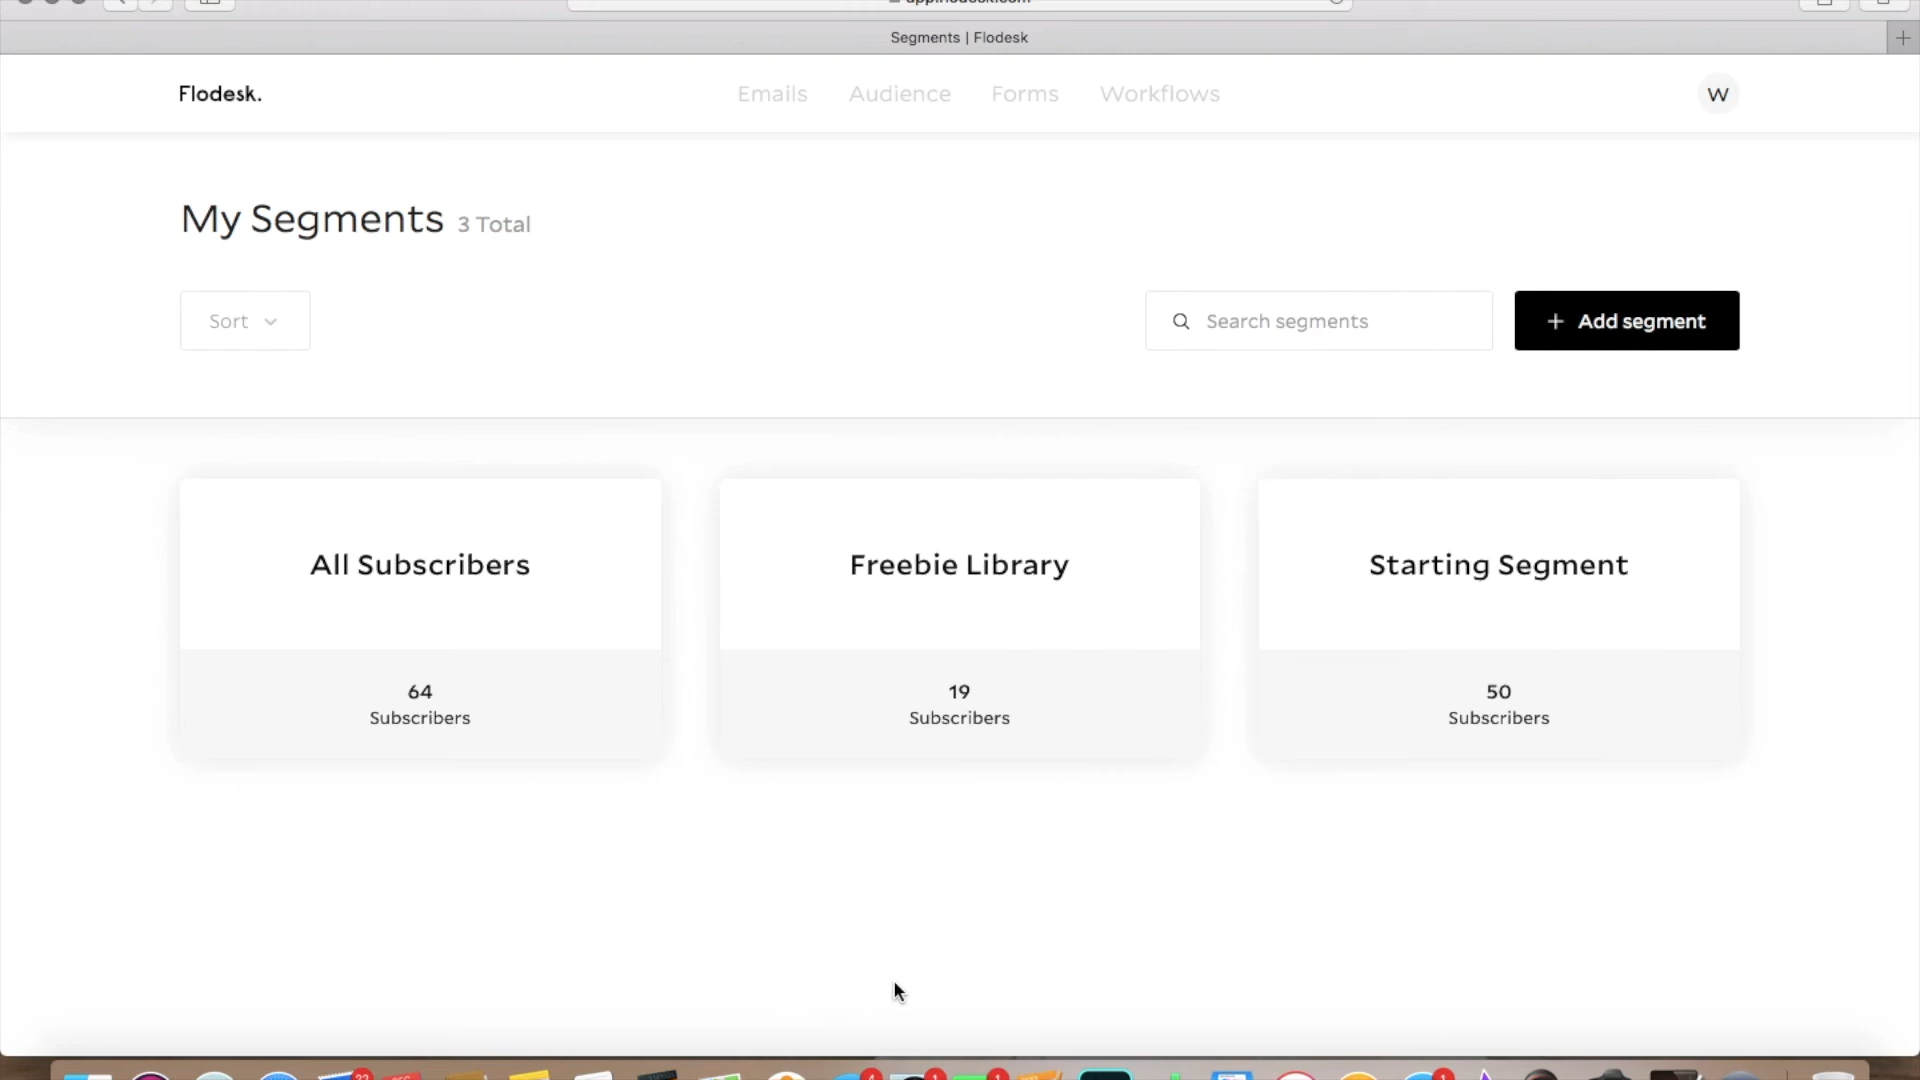 Segments | Flodesk
Flodesk.
Emails
Audience
Forms
Workflows
W
My Segments 3 Total
Sort
Search segments
+ Add segment
All Subscribers
64
Subscribers
Freebie Library
19
Subscribers
Starting Segment
50
Subscribers